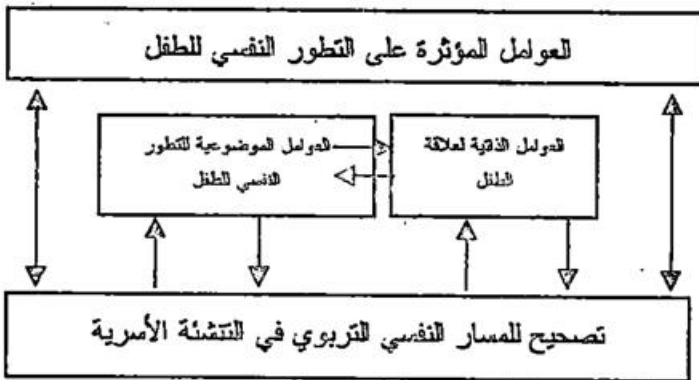 العوامل المؤثرة على التطور النفسي للطفل
العوامل الذاتية لعلاقة
الطفل
العوامل الموضوعية للتطور
النفسي للطفل
تصحيح للمسار النفسي التربوي في التنشئة الأسرية